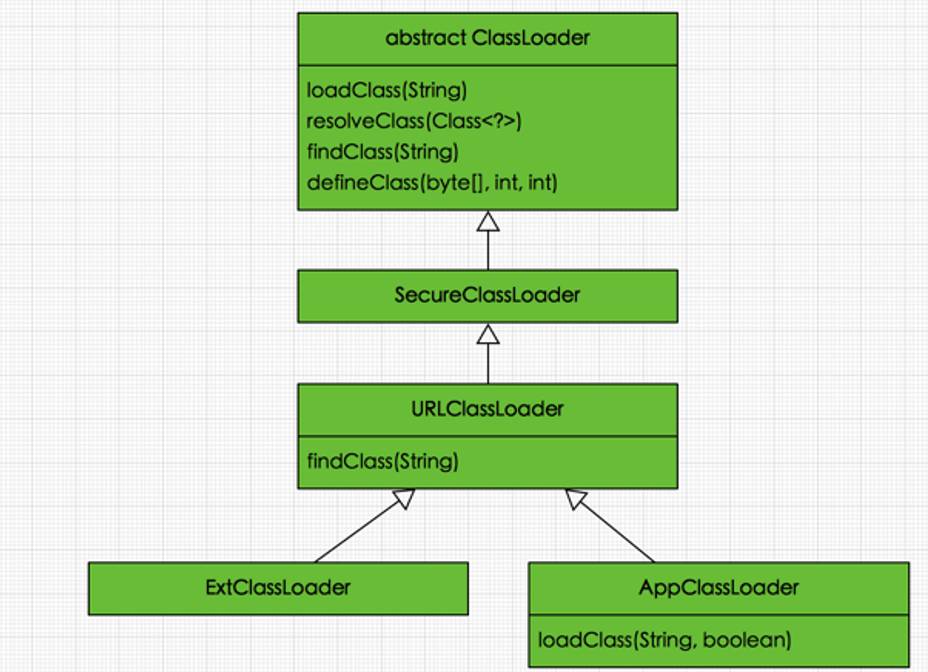 abstract ClassLoader
loadClass(String)
resolveClass(Class<?>)
findClass(String)
defineClass(byte[], int, int)
SecureClassLoader
URLClassLoader
findClass(String)
ExtClassLoader
AppClassLoader
loadClass(String, boolean)